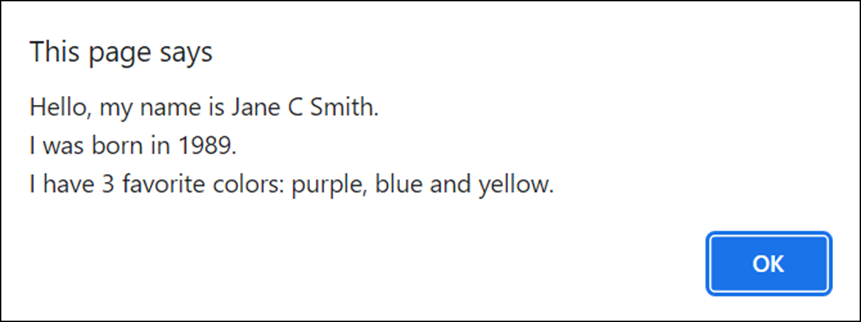 This page says
Hello, my name is Jane C Smith.
I was born in 1989.
I have 3 favorite colors: purple, blue and yellow.
OK